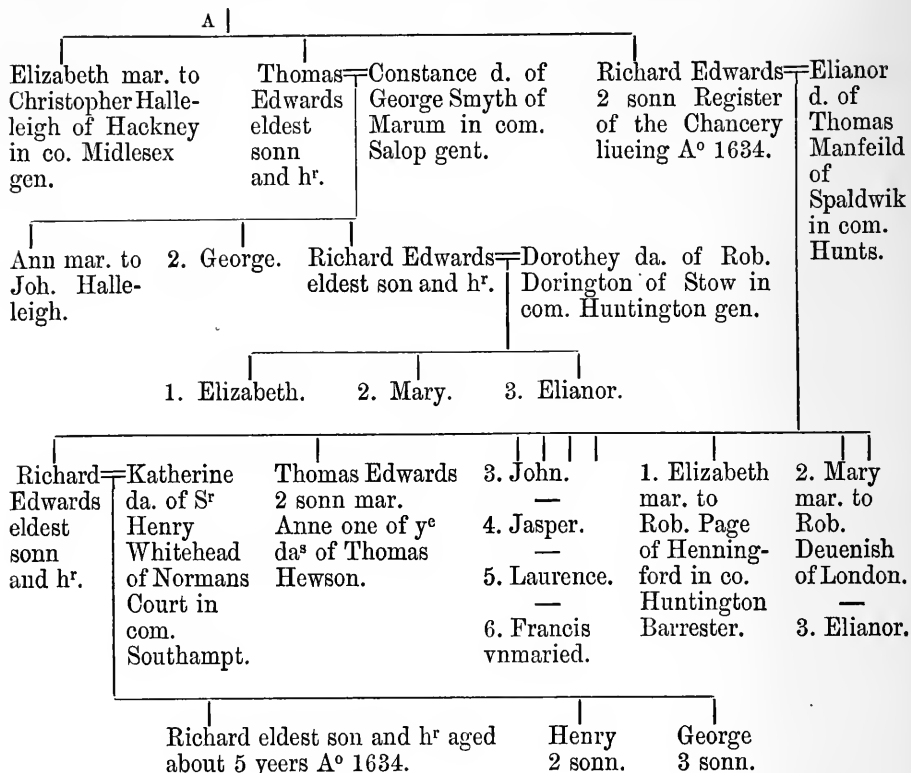 A
Elizabeth mar. to
Christopher Halle-
leigh of Hackney
in co. Midlesex
gen.
Thomas
Edwards
eldest
sonn
and hʳ.
Constance d. of
George Smyth of
Marum in com.
Salop gent.
Richard Edwards
2 sonn Register
of the Chancery
liueing Aº 1634.
Elianor
d. of
Thomas
Manfeild
of
Spaldwik
in com.
Hunts.
Ann mar. to
Joh. Halle-
leigh.
2. George.
Richard Edwards
eldest son and hʳ.
Dorothey da. of Rob.
Dorington of Stow in
com. Huntington gen.
1. Elizabeth.
2. Mary.
3. Elianor.
Richard
Edwards
eldest
sonn
and hʳ.
Katherine
da. of Sʳ
Henry
Whitehead
of Normans
Court in
com.
Southampt.
Thomas Edwards
2 sonn mar.
Anne one of yᵉ
daˢ of Thomas
Hewson.
3. John.
—
4. Jasper.
—
5. Laurence.
—
6. Francis
vnmaried.
1. Elizabeth
mar. to
Rob. Page
of Henning-
ford in co.
Huntington
Barrester.
2. Mary
mar. to
Rob.
Deuenish
of London.
—
3. Elianor.
Richard eldest son and hʳ aged
about 5 yeers Aº 1634.
Henry
2 sonn.
George
3 sonn.